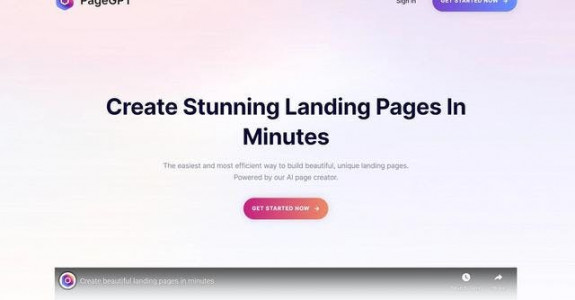 PageGPT
Sign In
GET STARTED NOW →
Create Stunning Landing Pages In
Minutes
The easiest and most efficient way to build beautiful, unique landing pages.
Powered by our AI page creator.
GET STARTED NOW →
Create beautiful landing pages in minutes